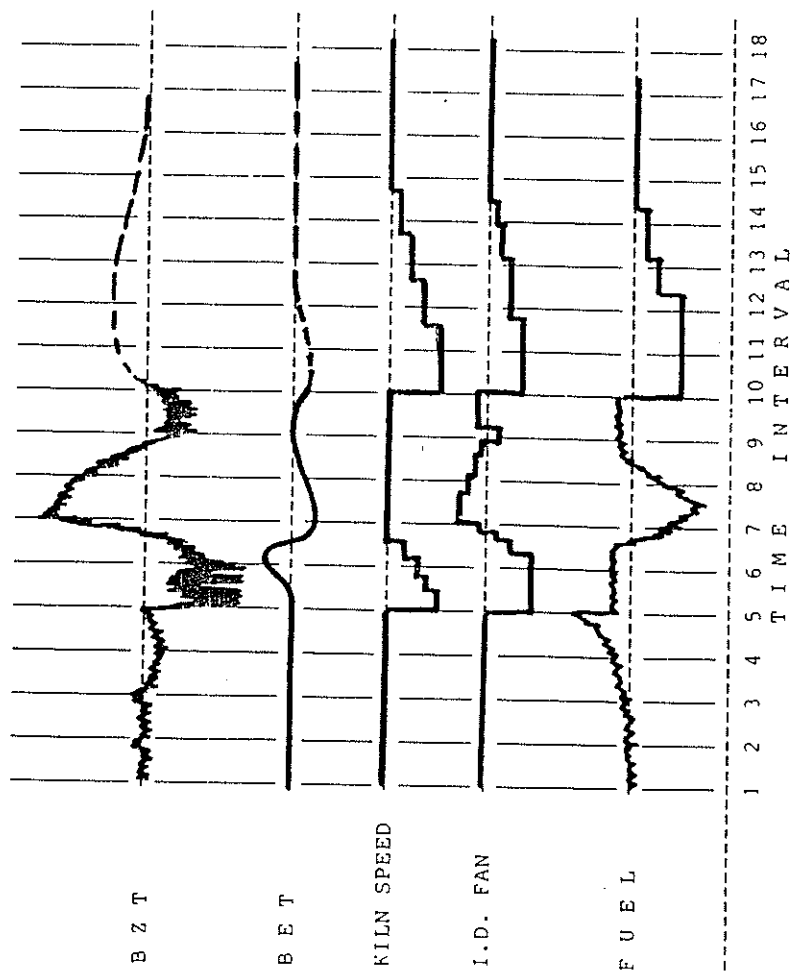 B Z T
B E T
KILN SPEED
I.D. FAN
F U E L
1 2 3 4 5 6 7 8 9 10 11 12 13 14 15 16 17 18
T I M E I N T E R V A L